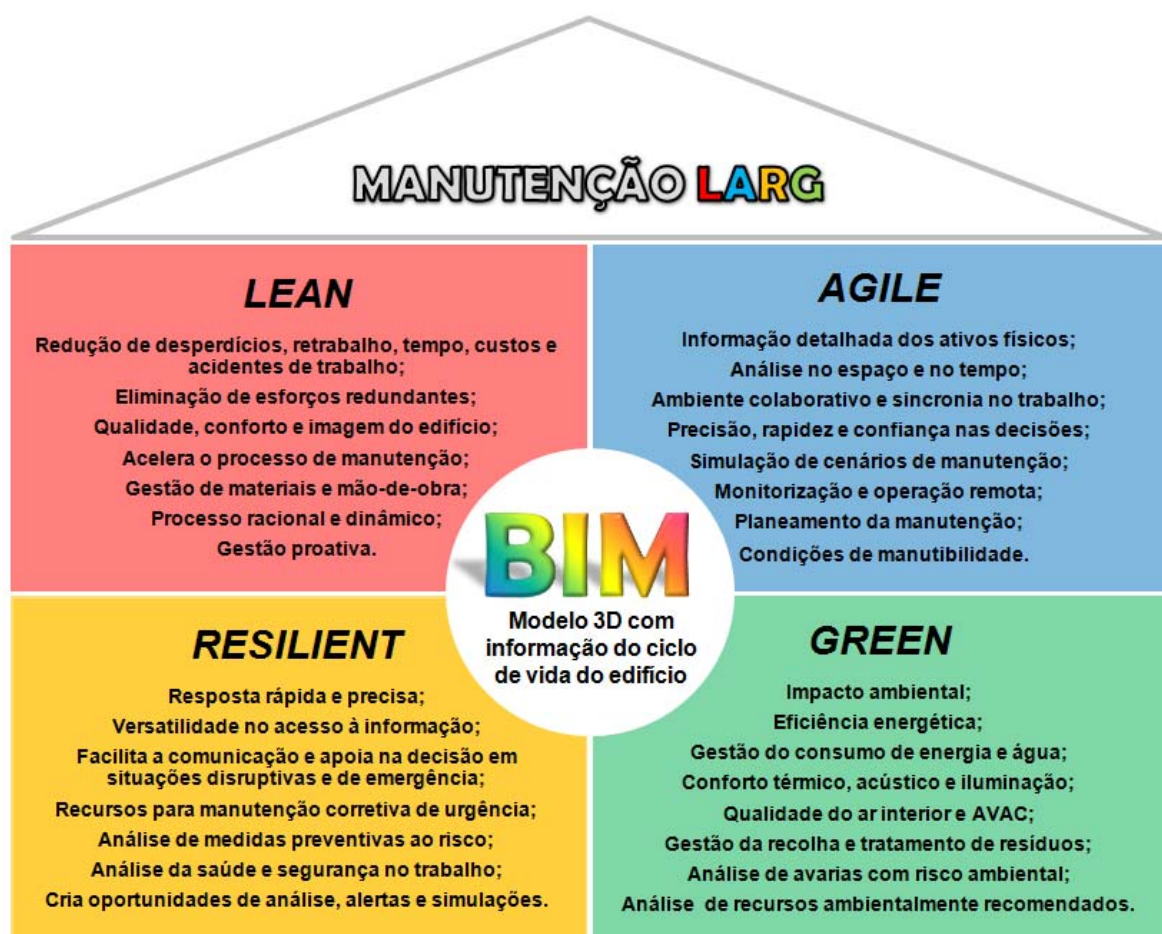 MANUTENÇÃO LARG
LEAN
Redução de desperdícios, retrabalho, tempo, custos e
acidentes de trabalho;
Eliminação de esforços redundantes;
Qualidade, conforto e imagem do edifício;
Acelera o processo de manutenção;
Gestão de materiais e mão-de-obra;
Processo racional e dinâmico;
Gestão proativa.
AGILE
Informação detalhada dos ativos físicos;
Análise no espaço e no tempo;
Ambiente colaborativo e sincronia no trabalho;
Precisão, rapidez e confiança nas decisões;
Simulação de cenários de manutenção;
Monitorização e operação remota;
Planeamento da manutenção;
Condições de manutibilidade.
BIM
Modelo 3D com
informação do ciclo
de vida do edifício
RESILIENT
Resposta rápida e precisa;
Versatilidade no acesso à informação;
Facilita a comunicação e apoia na decisão em
situações disruptivas e de emergência;
Recursos para manutenção corretiva de urgência;
Análise de medidas preventivas ao risco;
Análise da saúde e segurança no trabalho;
Cria oportunidades de análise, alertas e simulações.
GREEN
Impacto ambiental;
Eficiência energética;
Gestão do consumo de energia e água;
Conforto térmico, acústico e iluminação;
Qualidade do ar interior e AVAC;
Gestão da recolha e tratamento de resíduos;
Análise de avarias com risco ambiental;
Análise de recursos ambientalmente recomendados.